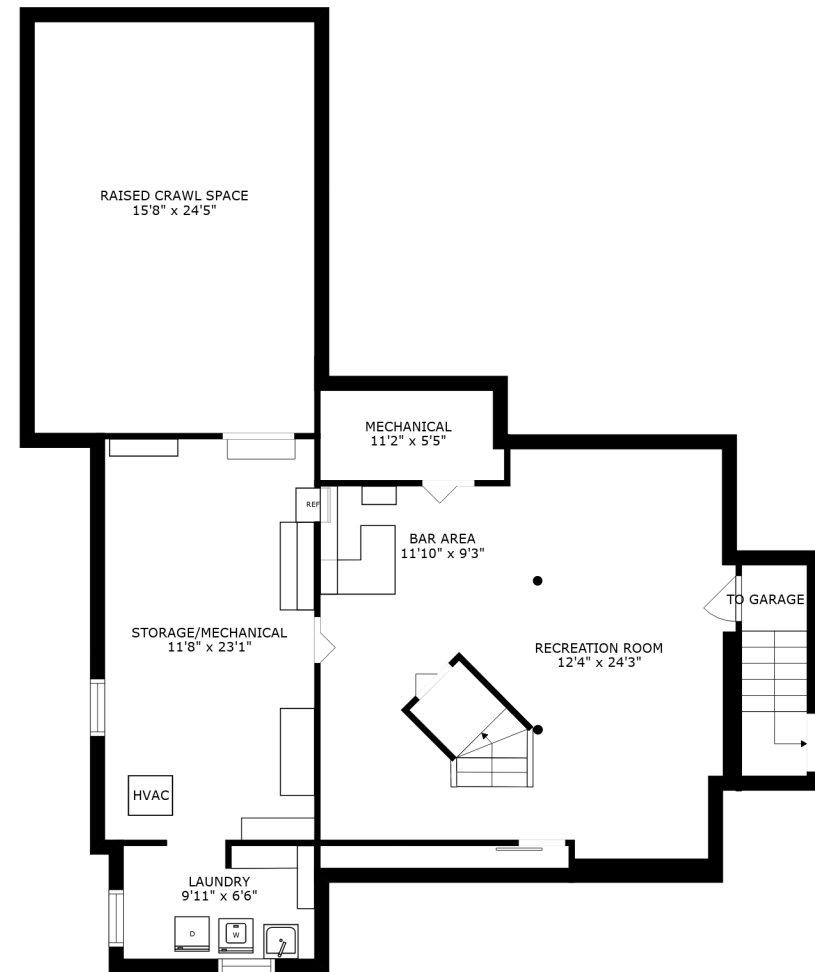 RAISED CRAWL SPACE
15'8" x 24'5"
MECHANICAL
11'2" x 5'5"
REF
BAR AREA
11'10" x 9'3"
TO GARAGE
STORAGE/MECHANICAL
11'8" x 23'1"
RECREATION ROOM
12'4" x 24'3"
HVAC
LAUNDRY
9'11" x 6'6"
D
W